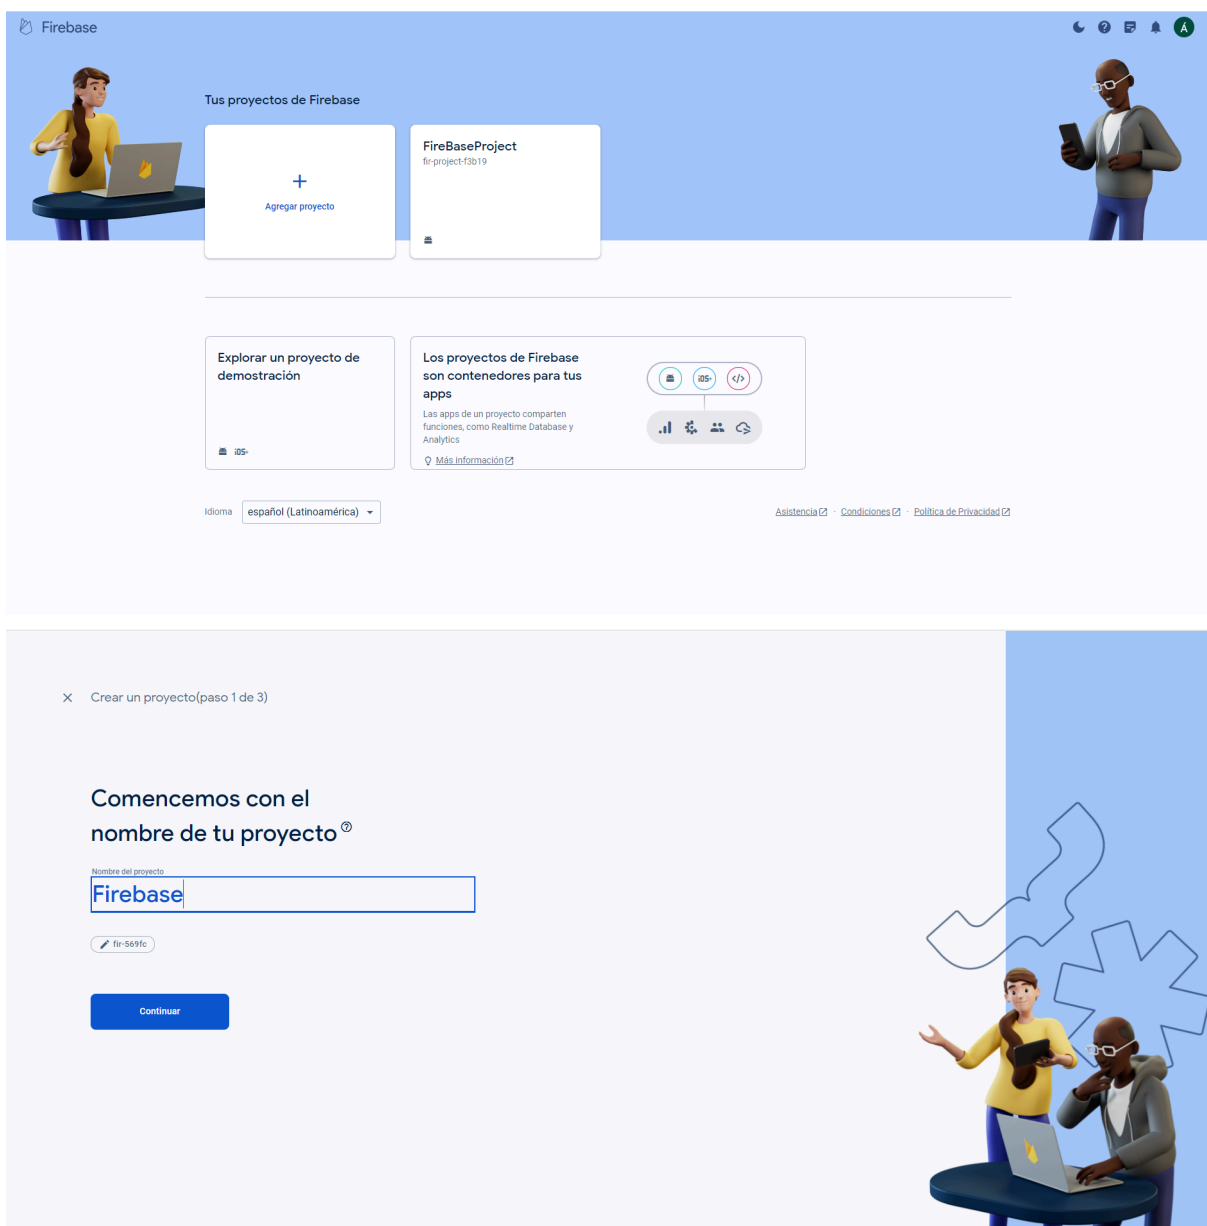 Firebase
Á
Tus proyectos de Firebase
Agregar proyecto
FireBaseProject
fir-project-f3b19
Explorar un proyecto de
demostración
iOS+
Los proyectos de Firebase
son contenedores para tus
apps
Las apps de un proyecto comparten
funciones, como Realtime Database y
Analytics
Más información
iOS+
Idioma
español (Latinoamérica)
Asistencia · Condiciones · Política de Privacidad
Crear un proyecto(paso 1 de 3)
Comencemos con el
nombre de tu proyecto
Nombre del proyecto
Firebase
fir-569fc
Continuar